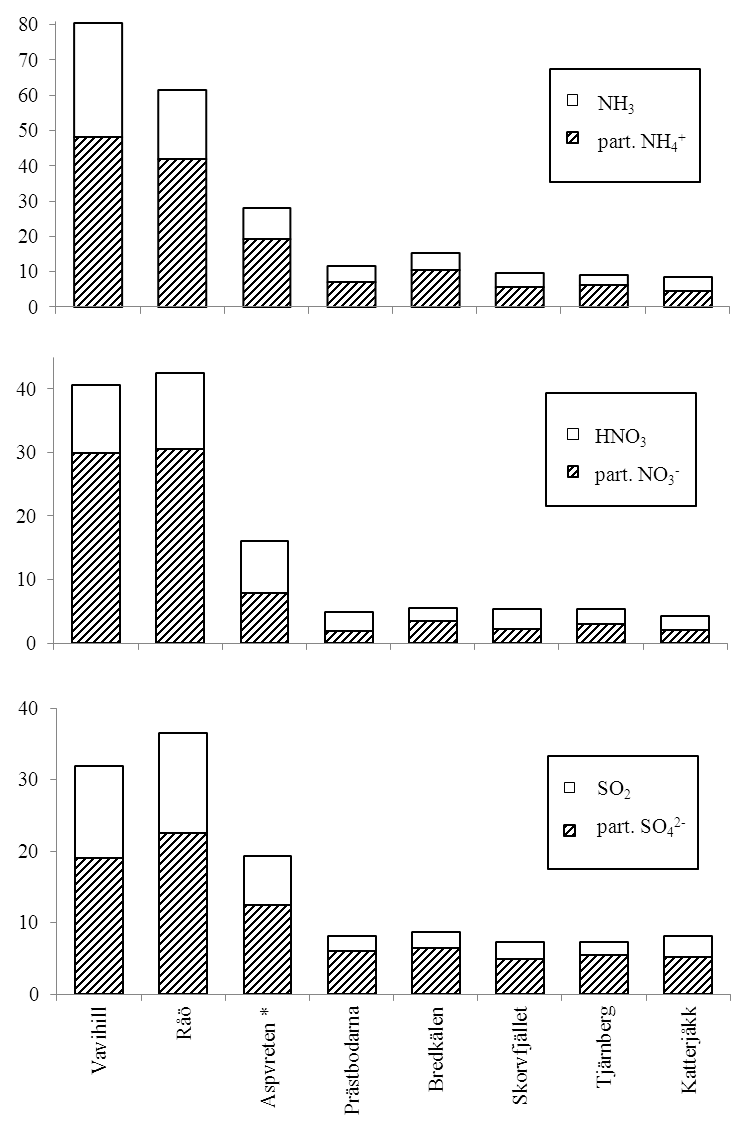 80
70
60
50
40
30
20
10
0
NH₃
part. NH₄⁺
40
30
20
10
0
HNO₃
part. NO₃⁻
40
30
20
10
0
SO₂
part. SO₄²⁻
Vavihill
Råö
Aspvreten *
Prästbodarna
Bredkälen
Skorvfjället
Tjärnberg
Katterjåkk